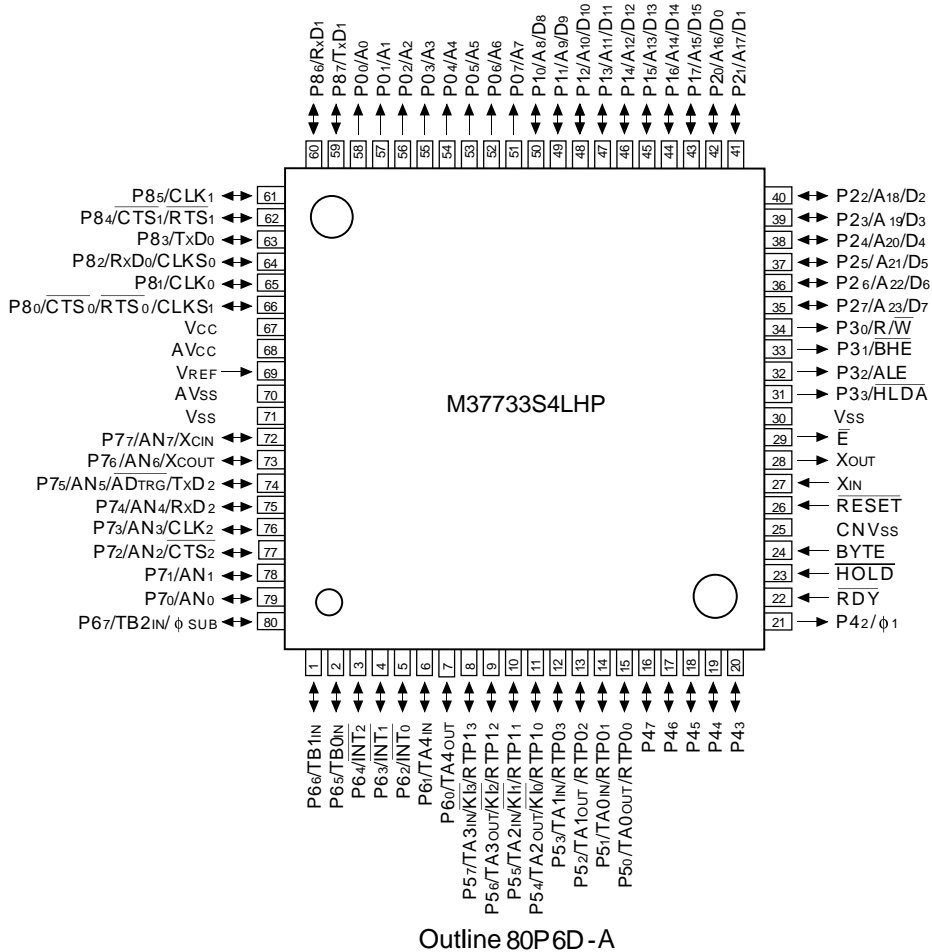 P86/RxD1
P87/TxD1
P00/A0
P01/A1
P02/A2
P03/A3
P04/A4
P05/A5
P06/A6
P07/A7
P10/A8/D8
P11/A9/D9
P12/A10/D10
P13/A11/D11
P14/A12/D12
P15/A13/D13
P16/A14/D14
P17/A15/D15
P20/A16/D0
P21/A17/D1
60 59 58 57 56 55 54 53 52 51 50 49 48 47 46 45 44 43 42 41
P85/CLK1 61
P84/CTS1/RTS1 62
P83/TxD0 63
P82/RxD0/CLKS0 64
P81/CLK0 65
P80/CTS0/RTS0/CLKS1 66
VCC 67
AVCC 68
VREF 69
AVSS 70
VSS 71
P77/AN7/XCIN 72
P76/AN6/XCOUT 73
P75/AN5/ADTRG/TxD2 74
P74/AN4/RxD2 75
P73/AN3/CLK2 76
P72/AN2/CTS2 77
P71/AN1 78
P70/AN0 79
P67/TB2IN/ϕ SUB 80
M37733S4LHP
40 P22/A18/D2
39 P23/A19/D3
38 P24/A20/D4
37 P25/A21/D5
36 P26/A22/D6
35 P27/A23/D7
34 P30/R/W
33 P31/BHE
32 P32/ALE
31 P33/HLDA
30 VSS
29 E
28 XOUT
27 XIN
26 RESET
25 CNVSS
24 BYTE
23 HOLD
22 RDY
21 P42/ϕ1
1 2 3 4 5 6 7 8 9 10 11 12 13 14 15 16 17 18 19 20
P66/TB1IN
P65/TB0IN
P64/INT2
P63/INT1
P62/INT0
P61/TA4IN
P60/TA4OUT
P57/TA3IN/KI3/RTP13
P56/TA3OUT/KI2/RTP12
P55/TA2IN/KI1/RTP11
P54/TA2OUT/KI0/RTP10
P53/TA1IN/RTP03
P52/TA1OUT/RTP02
P51/TA0IN/RTP01
P50/TA0OUT/RTP00
P47
P46
P45
P44
P43
Outline 80P6D-A